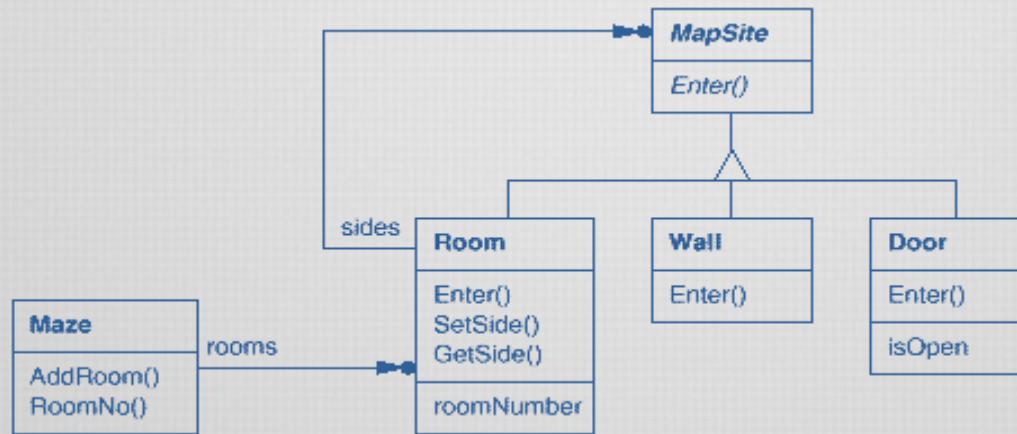 MapSite
Enter()
sides
Room
Enter()
SetSide()
GetSide()
roomNumber
Wall
Enter()
Door
Enter()
isOpen
Maze
AddRoom()
RoomNo()
rooms